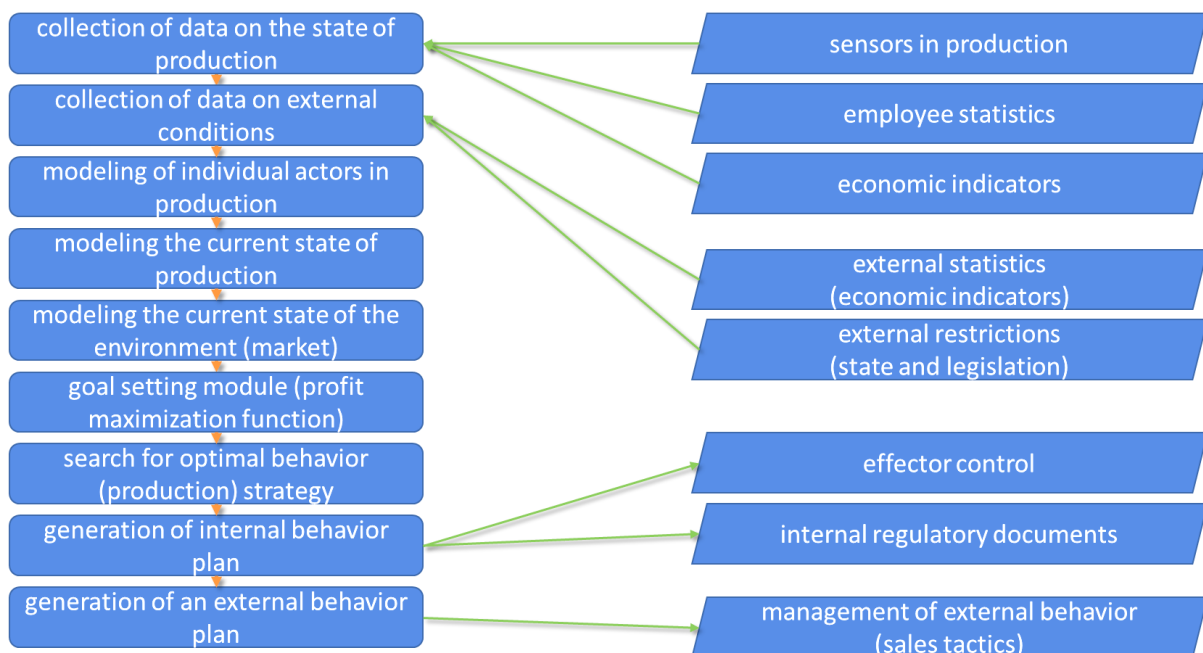 collection of data on the state of
production
collection of data on external
conditions
modeling of individual actors in
production
modeling the current state of
production
modeling the current state of the
environment (market)
goal setting module (profit
maximization function)
search for optimal behavior
(production) strategy
generation of internal behavior
plan
generation of an external behavior
plan
sensors in production
employee statistics
economic indicators
external statistics
(economic indicators)
external restrictions
(state and legislation)
effector control
internal regulatory documents
management of external behavior
(sales tactics)